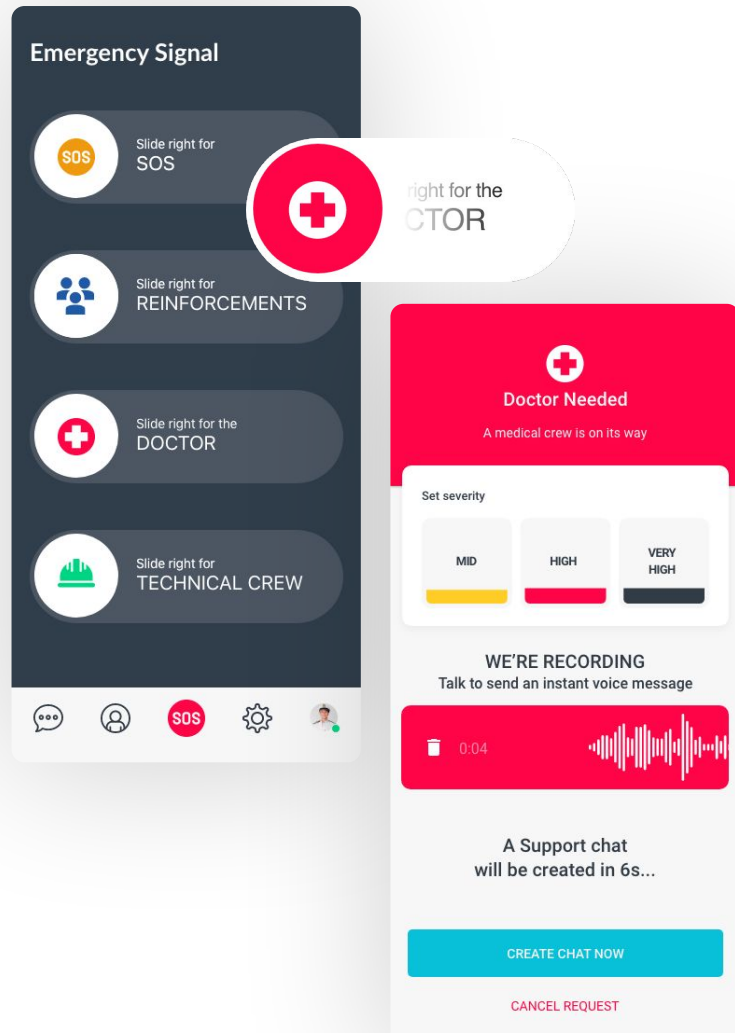 Emergency Signal
SOS
Slide right for
SOS
right for the
CTOR
Slide right for
REINFORCEMENTS
Slide right for the
DOCTOR
Slide right for
TECHNICAL CREW
SOS
Doctor Needed
A medical crew is on its way
Set severity
MID
HIGH
VERY
HIGH
WE'RE RECORDING
Talk to send an instant voice message
0:04
A Support chat
will be created in 6s...
CREATE CHAT NOW
CANCEL REQUEST